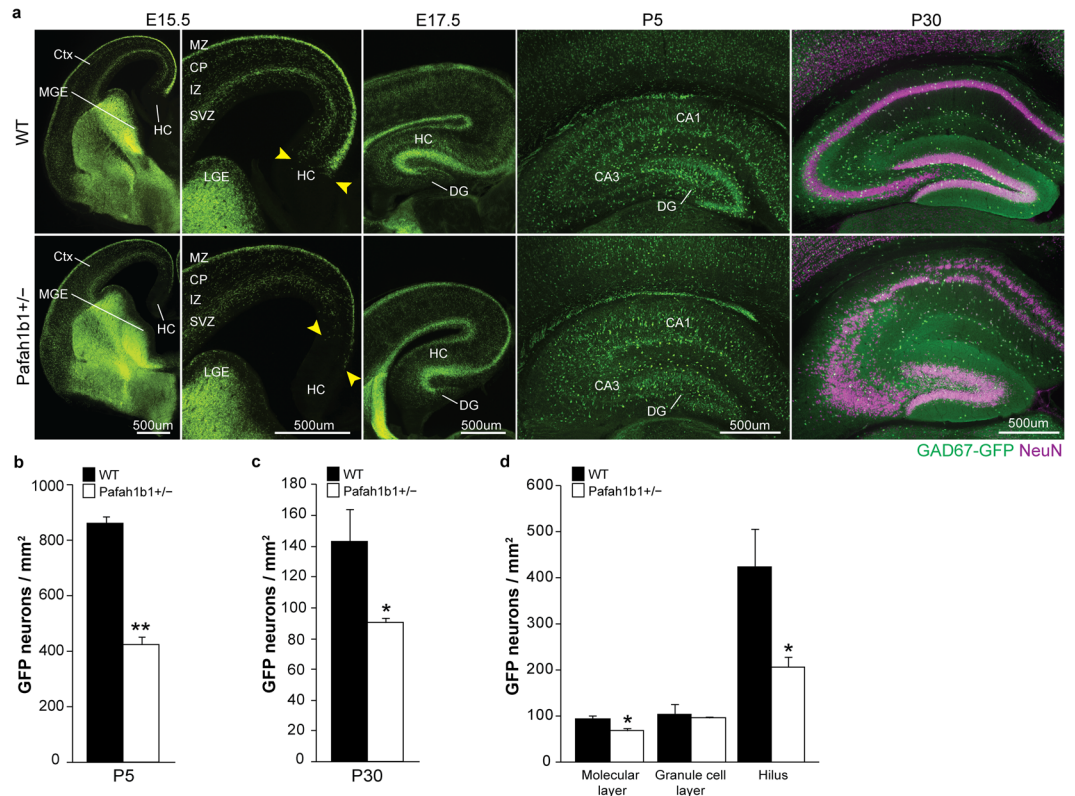 a
E15.5 E17.5 P5 P30
WT
Ctx
MGE
HC
MZ
CP
IZ
SVZ
LGE
HC
HC
DG
CA1
CA3
DG
Pafah1b1+/−
Ctx
MGE
HC
500um
MZ
CP
IZ
SVZ
LGE
HC
500um
HC
DG
500um
CA1
CA3
DG
500um
500um
GAD67-GFP NeuN
b
WT
Pafah1b1+/−
GFP neurons / mm²
1000
800
600
400
200
0
**
P5
c
WT
Pafah1b1+/−
GFP neurons / mm²
180
160
140
120
100
80
60
40
20
0
*
P30
d
WT
Pafah1b1+/−
GFP neurons / mm²
600
500
400
300
200
100
0
*
*
Molecular
layer
Granule cell
layer
Hilus